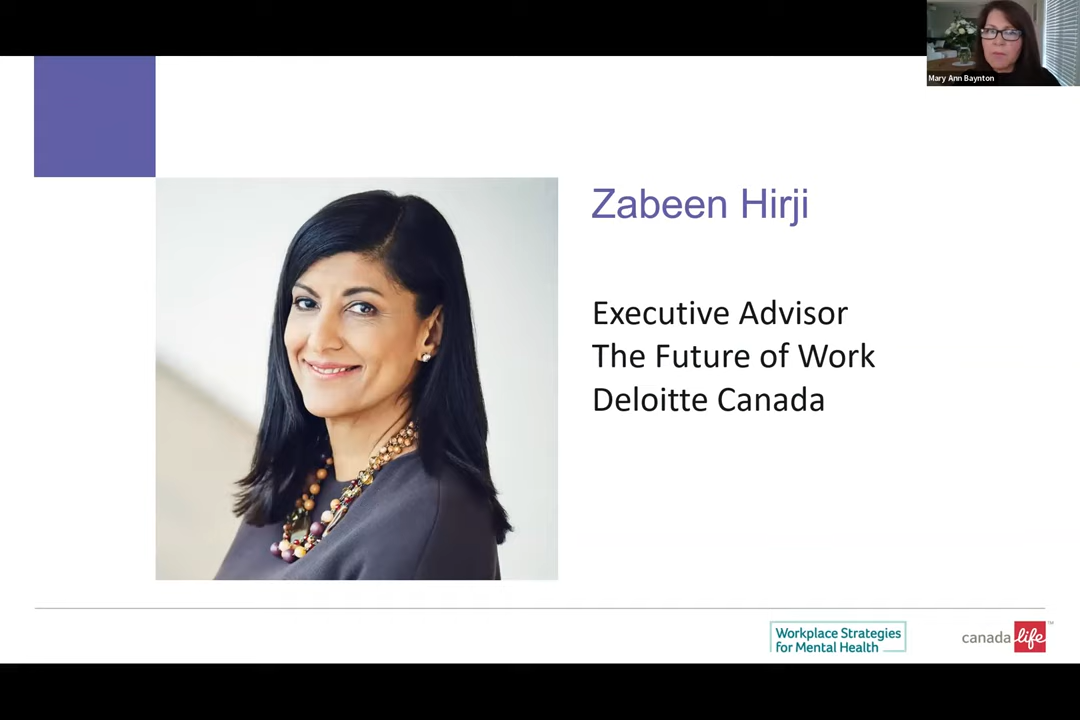 Mary Ann Baynton
Zabeen Hirji
Executive Advisor
The Future of Work
Deloitte Canada
Workplace Strategies
for Mental Health
canada life™